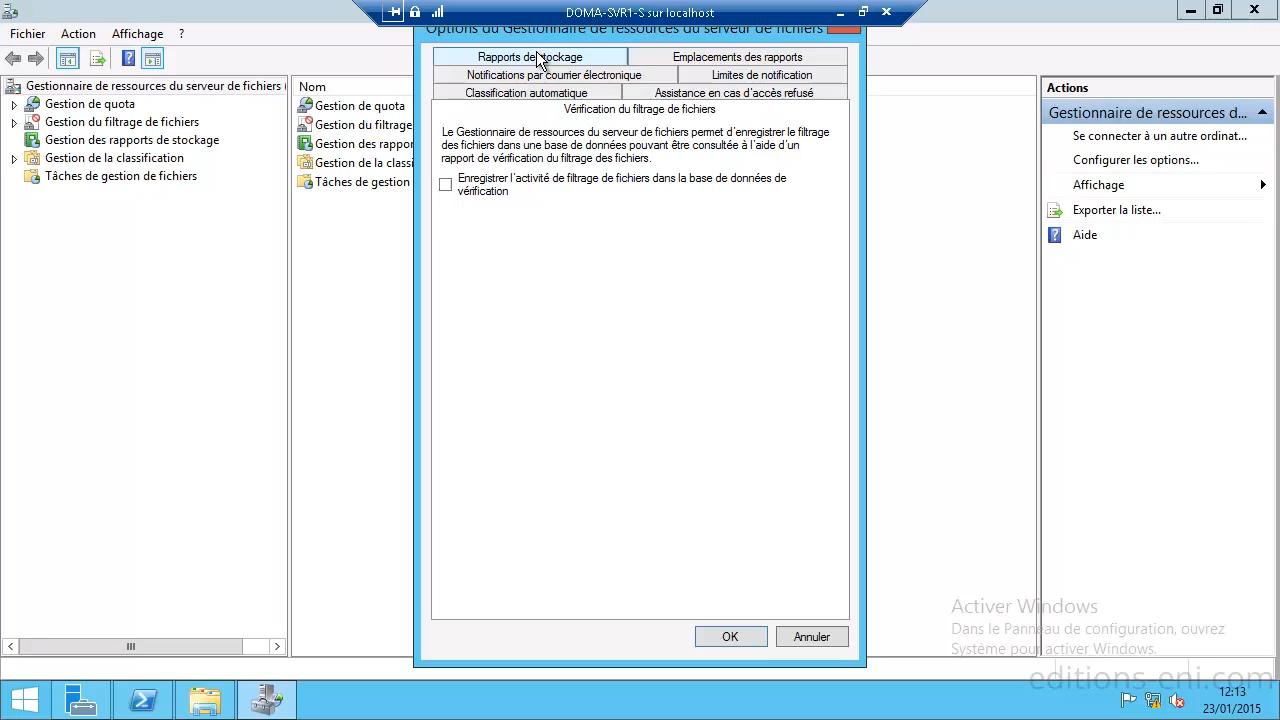 DOMA-SVR1-S sur localhost
Fichier Action Affichage ?
Options du Gestionnaire de ressources du serveur de fichiers
Gestionnaire de ressources du serveur de fichiers (
Gestion de quota
Gestion du filtrage de fichiers
Gestion des rapports de stockage
Gestion de la classification
Tâches de gestion de fichiers
Nom
Gestion de quota
Gestion du filtrage
Gestion des rappor
Gestion de la classi
Tâches de gestion
Rapports de stockage
Emplacements des rapports
Notifications par courrier électronique
Limites de notification
Classification automatique
Assistance en cas d'accès refusé
Vérification du filtrage de fichiers
Le Gestionnaire de ressources du serveur de fichiers permet d'enregistrer le filtrage
des fichiers dans une base de données pouvant être consultée à l'aide d'un
rapport de vérification du filtrage des fichiers.
Enregistrer l'activité de filtrage de fichiers dans la base de données de
vérification
OK
Annuler
Actions
Gestionnaire de ressources d...
Se connecter à un autre ordinat...
Configurer les options...
Affichage
Exporter la liste...
Aide
Activer Windows
Dans le Panneau de configuration, ouvrez
Système pour activer Windows.
editions-eni.com
12:13
23/01/2015